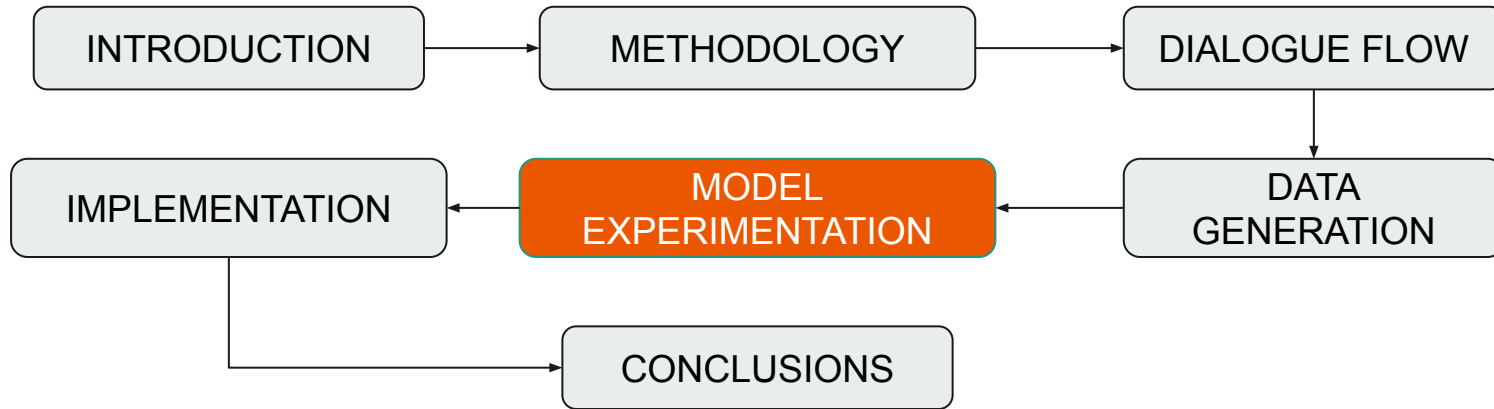 INTRODUCTION
METHODOLOGY
DIALOGUE FLOW
IMPLEMENTATION
MODEL
EXPERIMENTATION
DATA
GENERATION
CONCLUSIONS